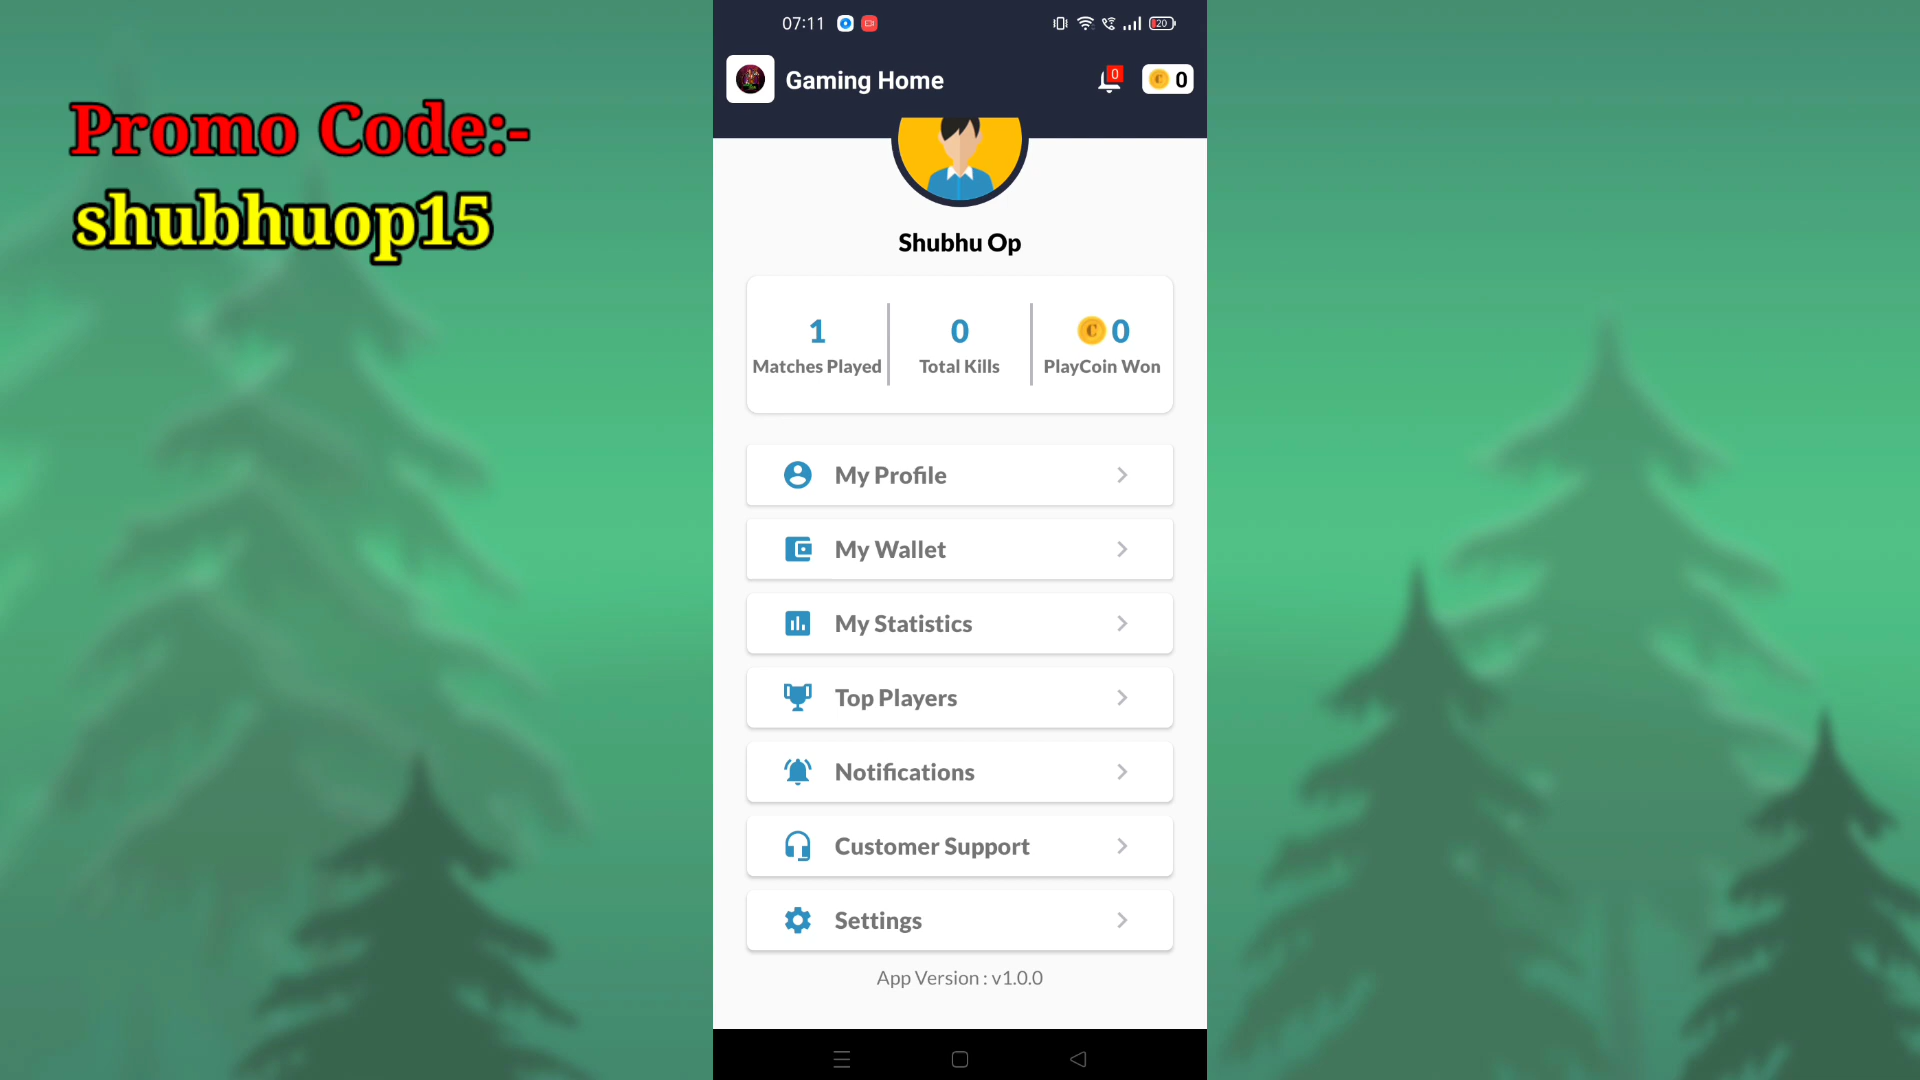 Promo Code:-
shubhuop15
07:11
20
Gaming Home
0
0
Shubhu Op
1
0
0
Matches Played
Total Kills
PlayCoin Won
My Profile
My Wallet
My Statistics
Top Players
Notifications
Customer Support
Settings
App Version : v1.0.0